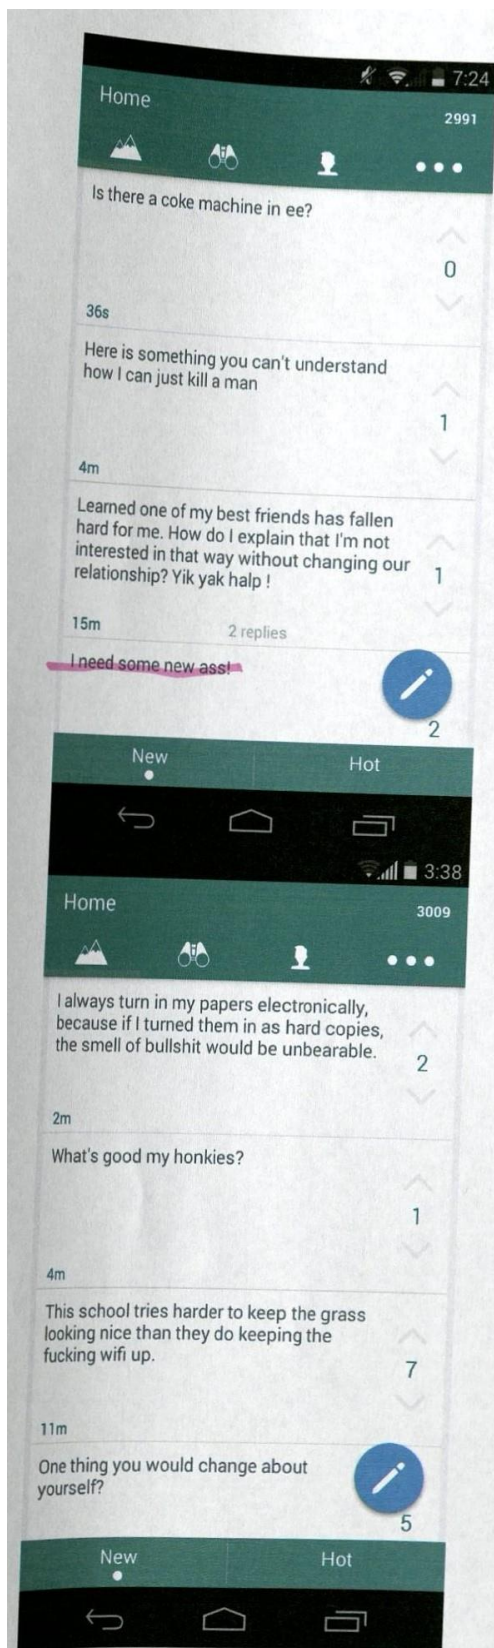 7:24
Home
2991
Is there a coke machine in ee?
0
36s
Here is something you can't understand
how I can just kill a man
1
4m
Learned one of my best friends has fallen
hard for me. How do I explain that I'm not
interested in that way without changing our
relationship? Yik yak halp !
1
15m
2 replies
I need some new ass!
2
New
Hot
3:38
Home
3009
I always turn in my papers electronically,
because if I turned them in as hard copies,
the smell of bullshit would be unbearable.
2
2m
What's good my honkies?
1
4m
This school tries harder to keep the grass
looking nice than they do keeping the
fucking wifi up.
7
11m
One thing you would change about
yourself?
5
New
Hot